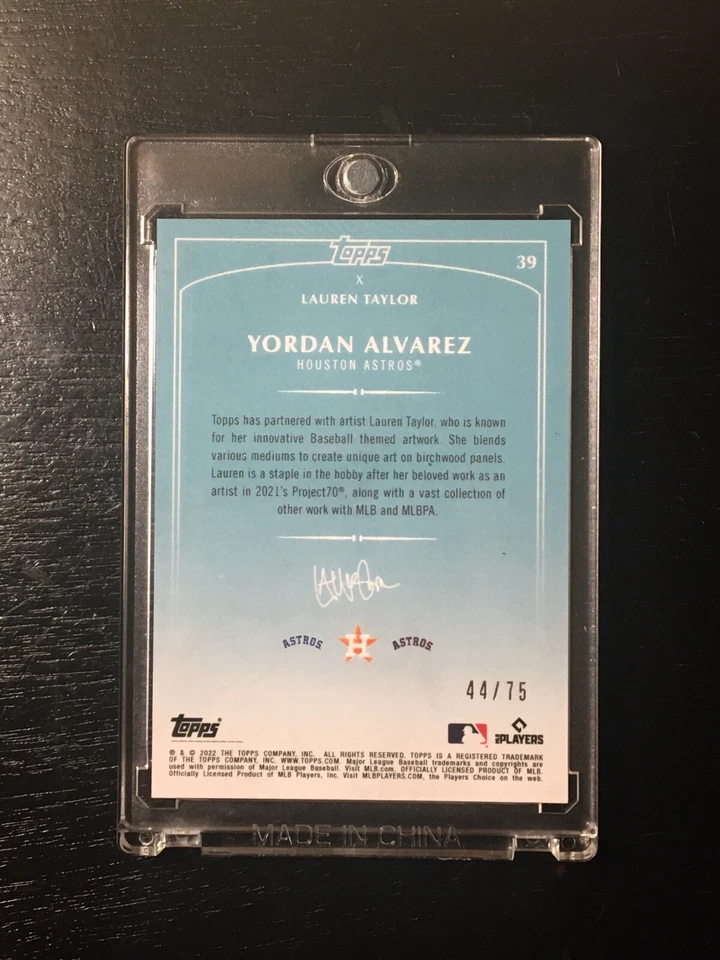 Topps
39
X
LAUREN TAYLOR
YORDAN ALVAREZ
HOUSTON ASTROS®
Topps has partnered with artist Lauren Taylor, who is known
for her innovative Baseball themed artwork. She blends
various mediums to create unique art on birchwood panels.
Lauren is a staple in the hobby after her beloved work as an
artist in 2021's Project70®, along with a vast collection of
other work with MLB and MLBPA.
ASTROS H ASTROS
44/75
Topps® PLAYERS
® & © 2022 THE TOPPS COMPANY, INC. ALL RIGHTS RESERVED. TOPPS IS A REGISTERED TRADEMARK
OF THE TOPPS COMPANY, INC. WWW.TOPPS.COM. Major League Baseball trademarks and copyrights are
used with permission of Major League Baseball. Visit MLB.com. OFFICIALLY LICENSED PRODUCT OF MLB.
Officially Licensed Product of MLB Players, Inc. Visit MLBPLAYERS.COM, the Players Choice on the web.
MADE IN CHINA